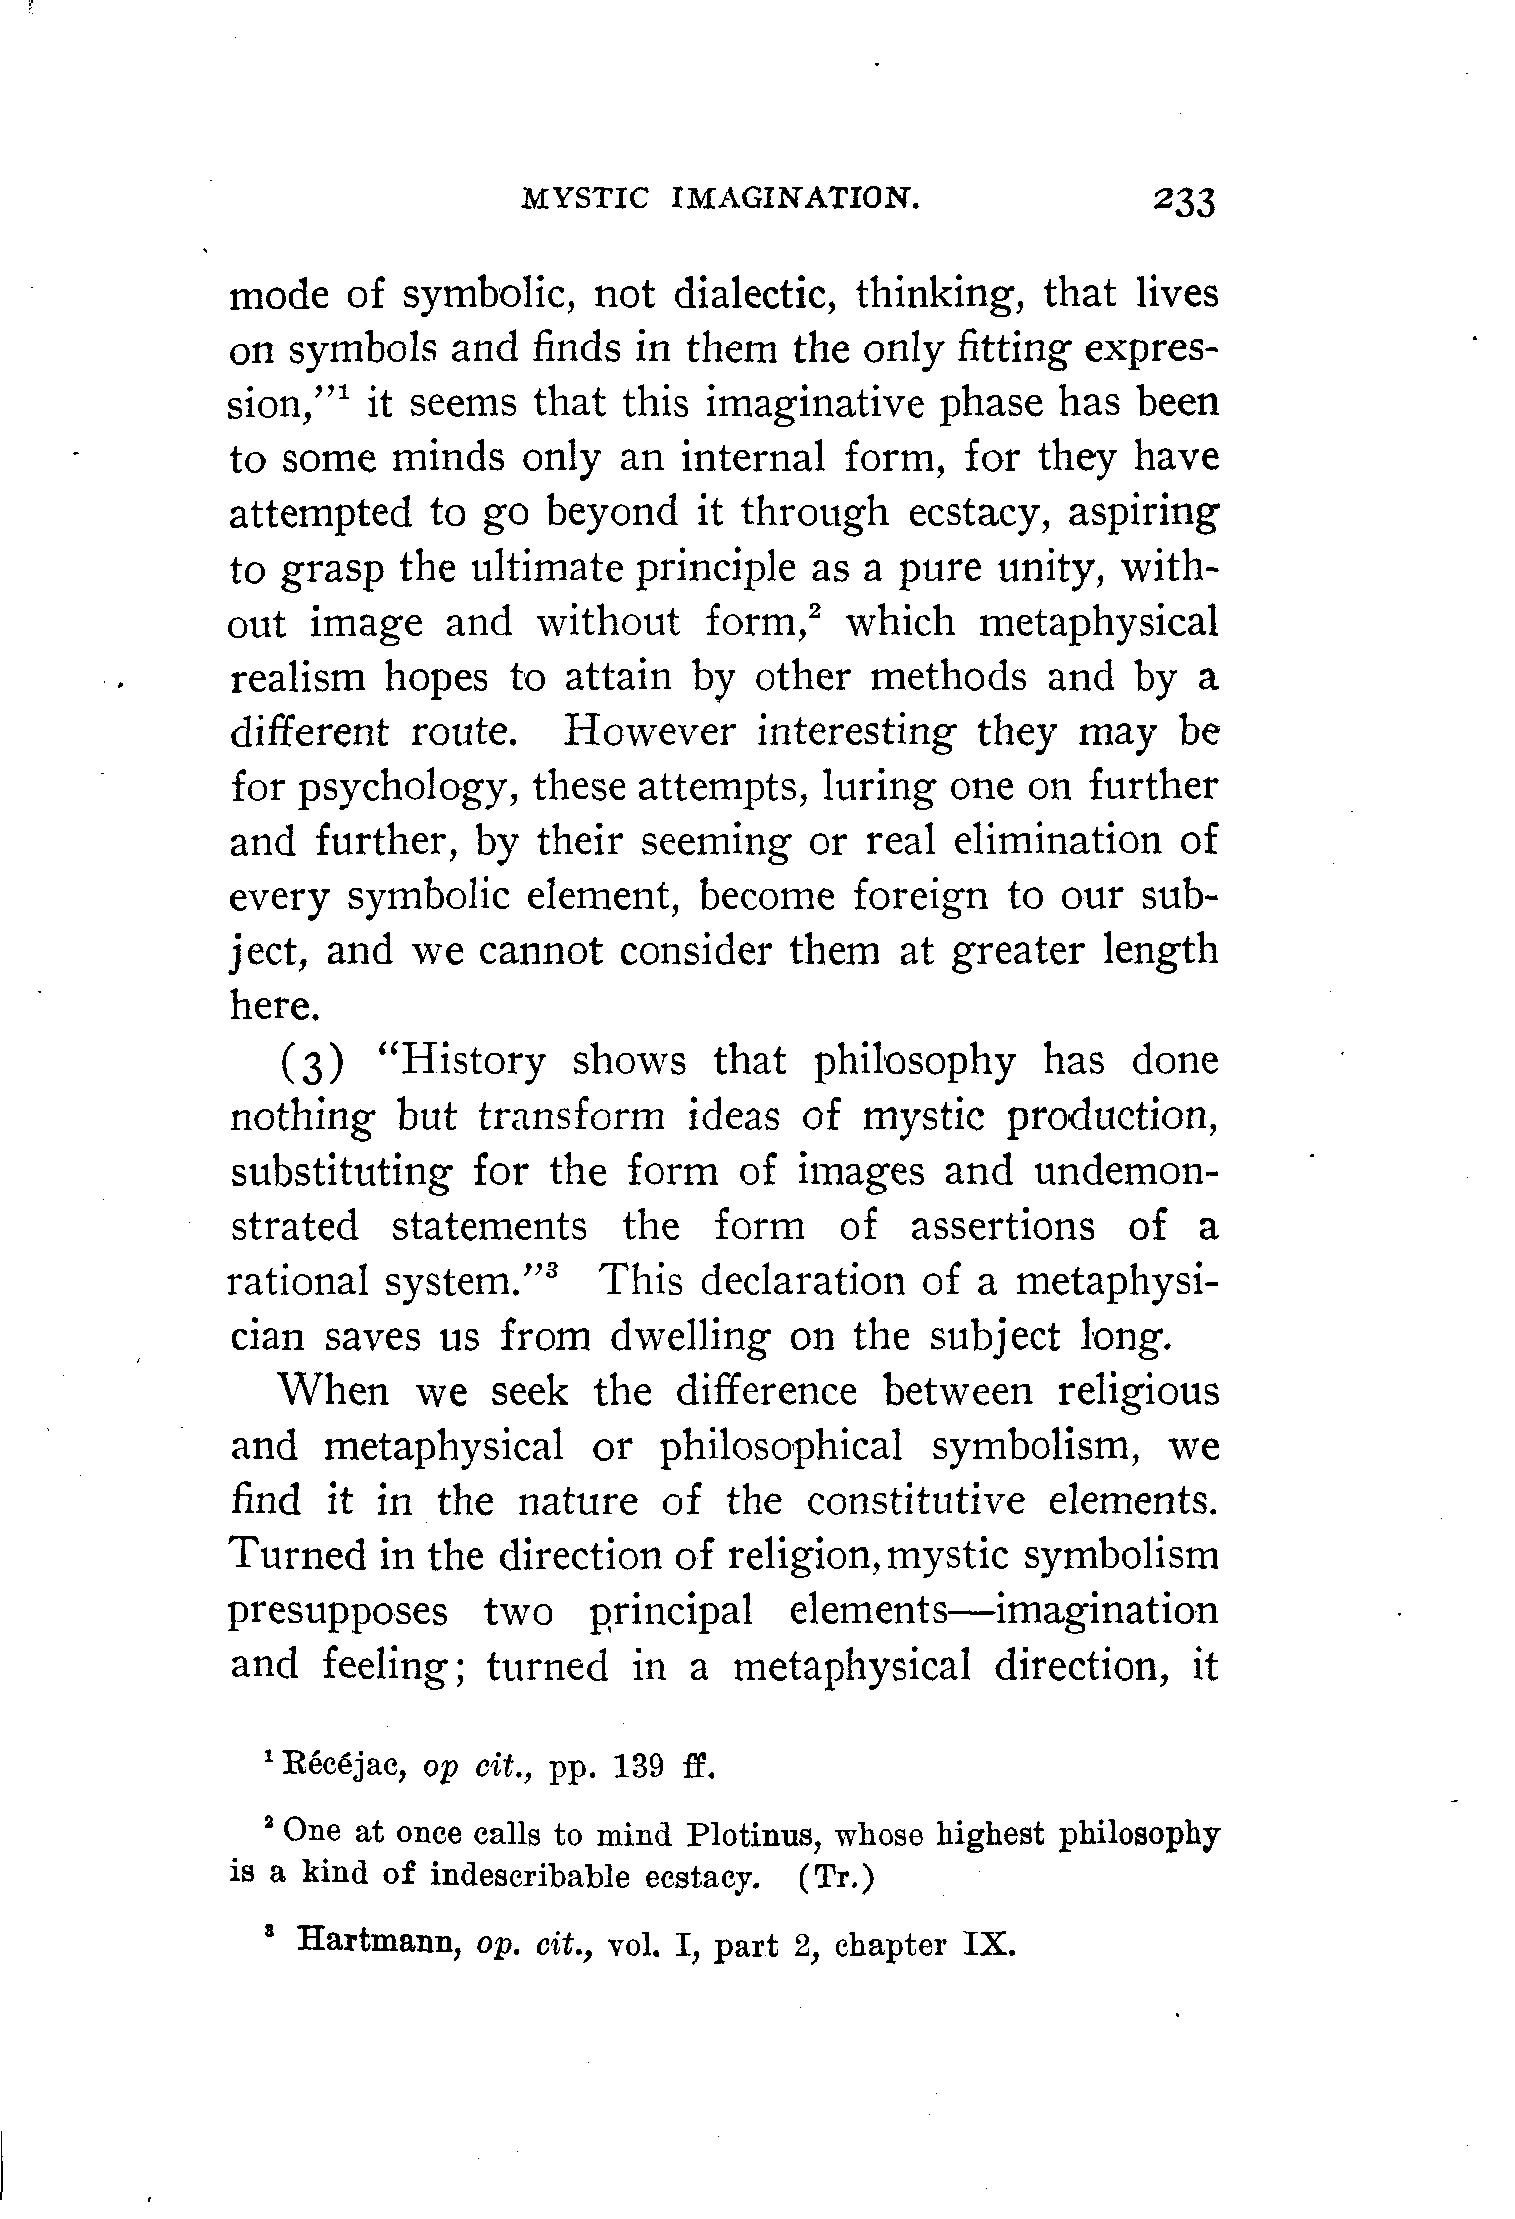 MYSTIC IMAGINATION. 233
mode of symbolic, not dialectic, thinking, that lives
on symbols and finds in them the only fitting expres-
sion,”¹ it seems that this imaginative phase has been
to some minds only an internal form, for they have
attempted to go beyond it through ecstacy, aspiring
to grasp the ultimate principle as a pure unity, with-
out image and without form,² which metaphysical
realism hopes to attain by other methods and by a
different route. However interesting they may be
for psychology, these attempts, luring one on further
and further, by their seeming or real elimination of
every symbolic element, become foreign to our sub-
ject, and we cannot consider them at greater length
here.
(3) “History shows that philosophy has done
nothing but transform ideas of mystic production,
substituting for the form of images and undemon-
strated statements the form of assertions of a
rational system.”³ This declaration of a metaphysi-
cian saves us from dwelling on the subject long.
When we seek the difference between religious
and metaphysical or philosophical symbolism, we
find it in the nature of the constitutive elements.
Turned in the direction of religion, mystic symbolism
presupposes two principal elements—imagination
and feeling; turned in a metaphysical direction, it
¹ Récéjac, op cit., pp. 139 ff.
² One at once calls to mind Plotinus, whose highest philosophy
is a kind of indescribable ecstacy. (Tr.)
³ Hartmann, op. cit., vol. I, part 2, chapter IX.